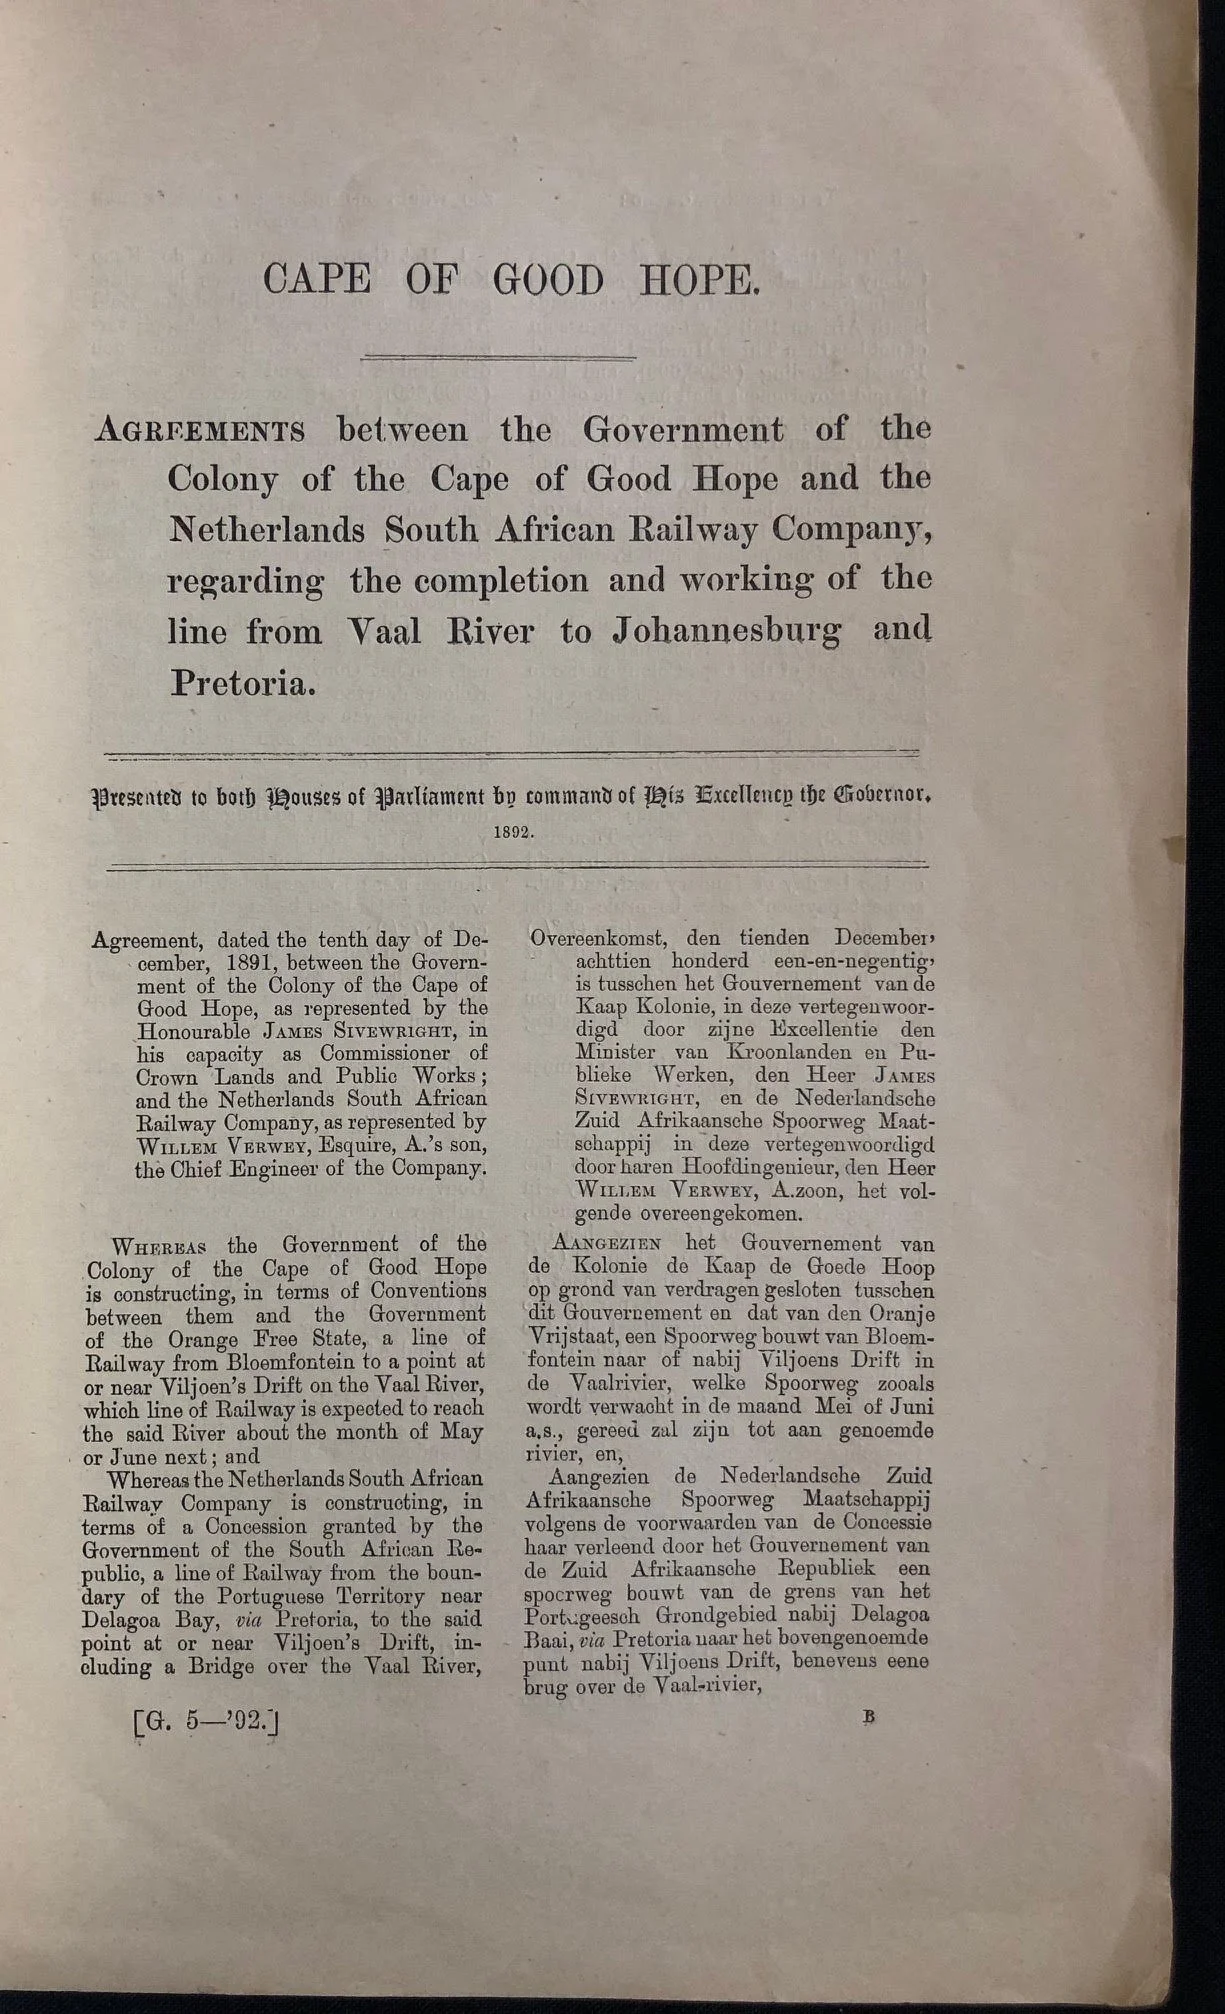 CAPE OF GOOD HOPE.
AGREEMENTS between the Government of the
Colony of the Cape of Good Hope and the
Netherlands South African Railway Company,
regarding the completion and working of the
line from Vaal River to Johannesburg and
Pretoria.
Presented to both Houses of Parliament by command of His Excellency the Governor.
1892.
Agreement, dated the tenth day of De-
cember, 1891, between the Govern-
ment of the Colony of the Cape of
Good Hope, as represented by the
Honourable JAMES SIVEWRIGHT, in
his capacity as Commissioner of
Crown Lands and Public Works;
and the Netherlands South African
Railway Company, as represented by
WILLEM VERWEY, Esquire, A.'s son,
the Chief Engineer of the Company.
WHEREAS the Government of the
Colony of the Cape of Good Hope
is constructing, in terms of Conventions
between them and the Government
of the Orange Free State, a line of
Railway from Bloemfontein to a point at
or near Viljoen's Drift on the Vaal River,
which line of Railway is expected to reach
the said River about the month of May
or June next; and
Whereas the Netherlands South African
Railway Company is constructing, in
terms of a Concession granted by the
Government of the South African Re-
public, a line of Railway from the boun-
dary of the Portuguese Territory near
Delagoa Bay, via Pretoria, to the said
point at or near Viljoen's Drift, in-
cluding a Bridge over the Vaal River,
Overeenkomst, den tienden December,
achttien honderd een-en-negentig,
is tusschen het Gouvernement van de
Kaap Kolonie, in deze vertegenwoor-
digd door zijne Excellentie den
Minister van Kroonlanden en Pu-
blieke Werken, den Heer JAMES
SIVEWRIGHT, en de Nederlandsche
Zuid Afrikaansche Spoorweg Maat-
schappij in deze vertegenwoordigd
door haren Hoofdingenieur, den Heer
WILLEM VERWEY, A.zoon, het vol-
gende overeengekomen.
AANGEZIEN het Gouvernement van
de Kolonie de Kaap de Goede Hoop
op grond van verdragen gesloten tusschen
dit Gouvernement en dat van den Oranje
Vrijstaat, een Spoorweg bouwt van Bloem-
fontein naar of nabij Viljoens Drift in
de Vaalrivier, welke Spoorweg zooals
wordt verwacht in de maand Mei of Juni
a.s., gereed zal zijn tot aan genoemde
rivier, en,
Aangezien de Nederlandsche Zuid
Afrikaansche Spoorweg Maatschappij
volgens de voorwaarden van de Concessie
haar verleend door het Gouvernement van
de Zuid Afrikaansche Republiek een
spoorweg bouwt van de grens van het
Portugeesch Grondgebied nabij Delagoa
Baai, via Pretoria naar het bovengenoemde
punt nabij Viljoens Drift, benevens eene
brug over de Vaal-rivier,
[G. 5—'92.]
B